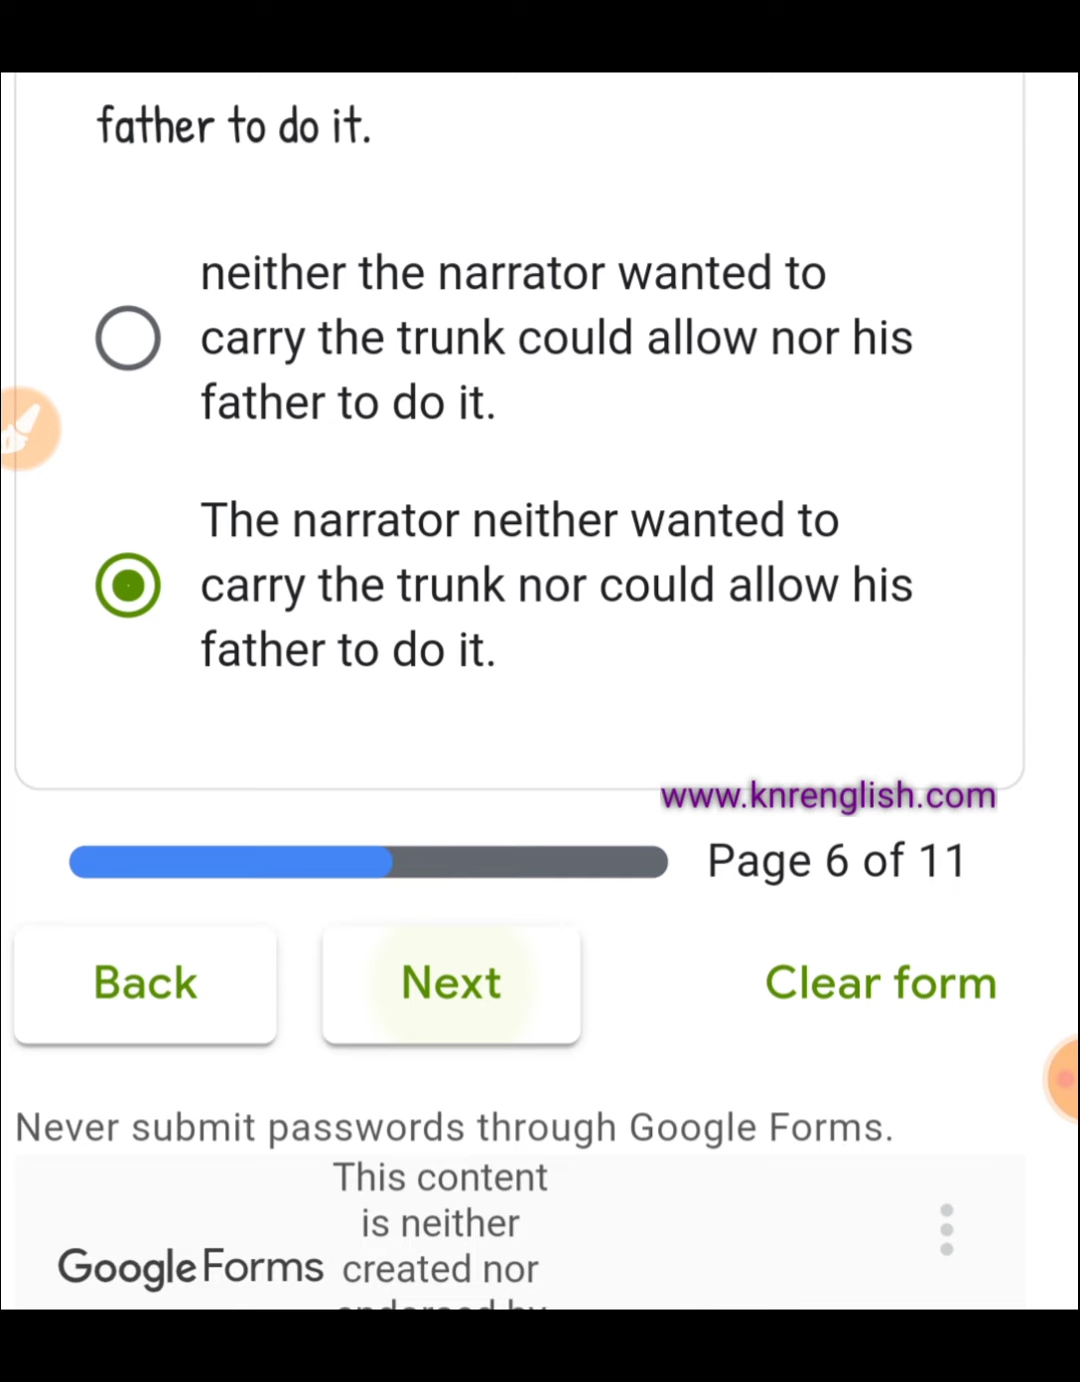 father to do it.
neither the narrator wanted to
carry the trunk could allow nor his
father to do it.
The narrator neither wanted to
carry the trunk nor could allow his
father to do it.
www.knrenglish.com
Page 6 of 11
Back
Next
Clear form
Never submit passwords through Google Forms.
This content
is neither
Google Forms created nor
endorsed by